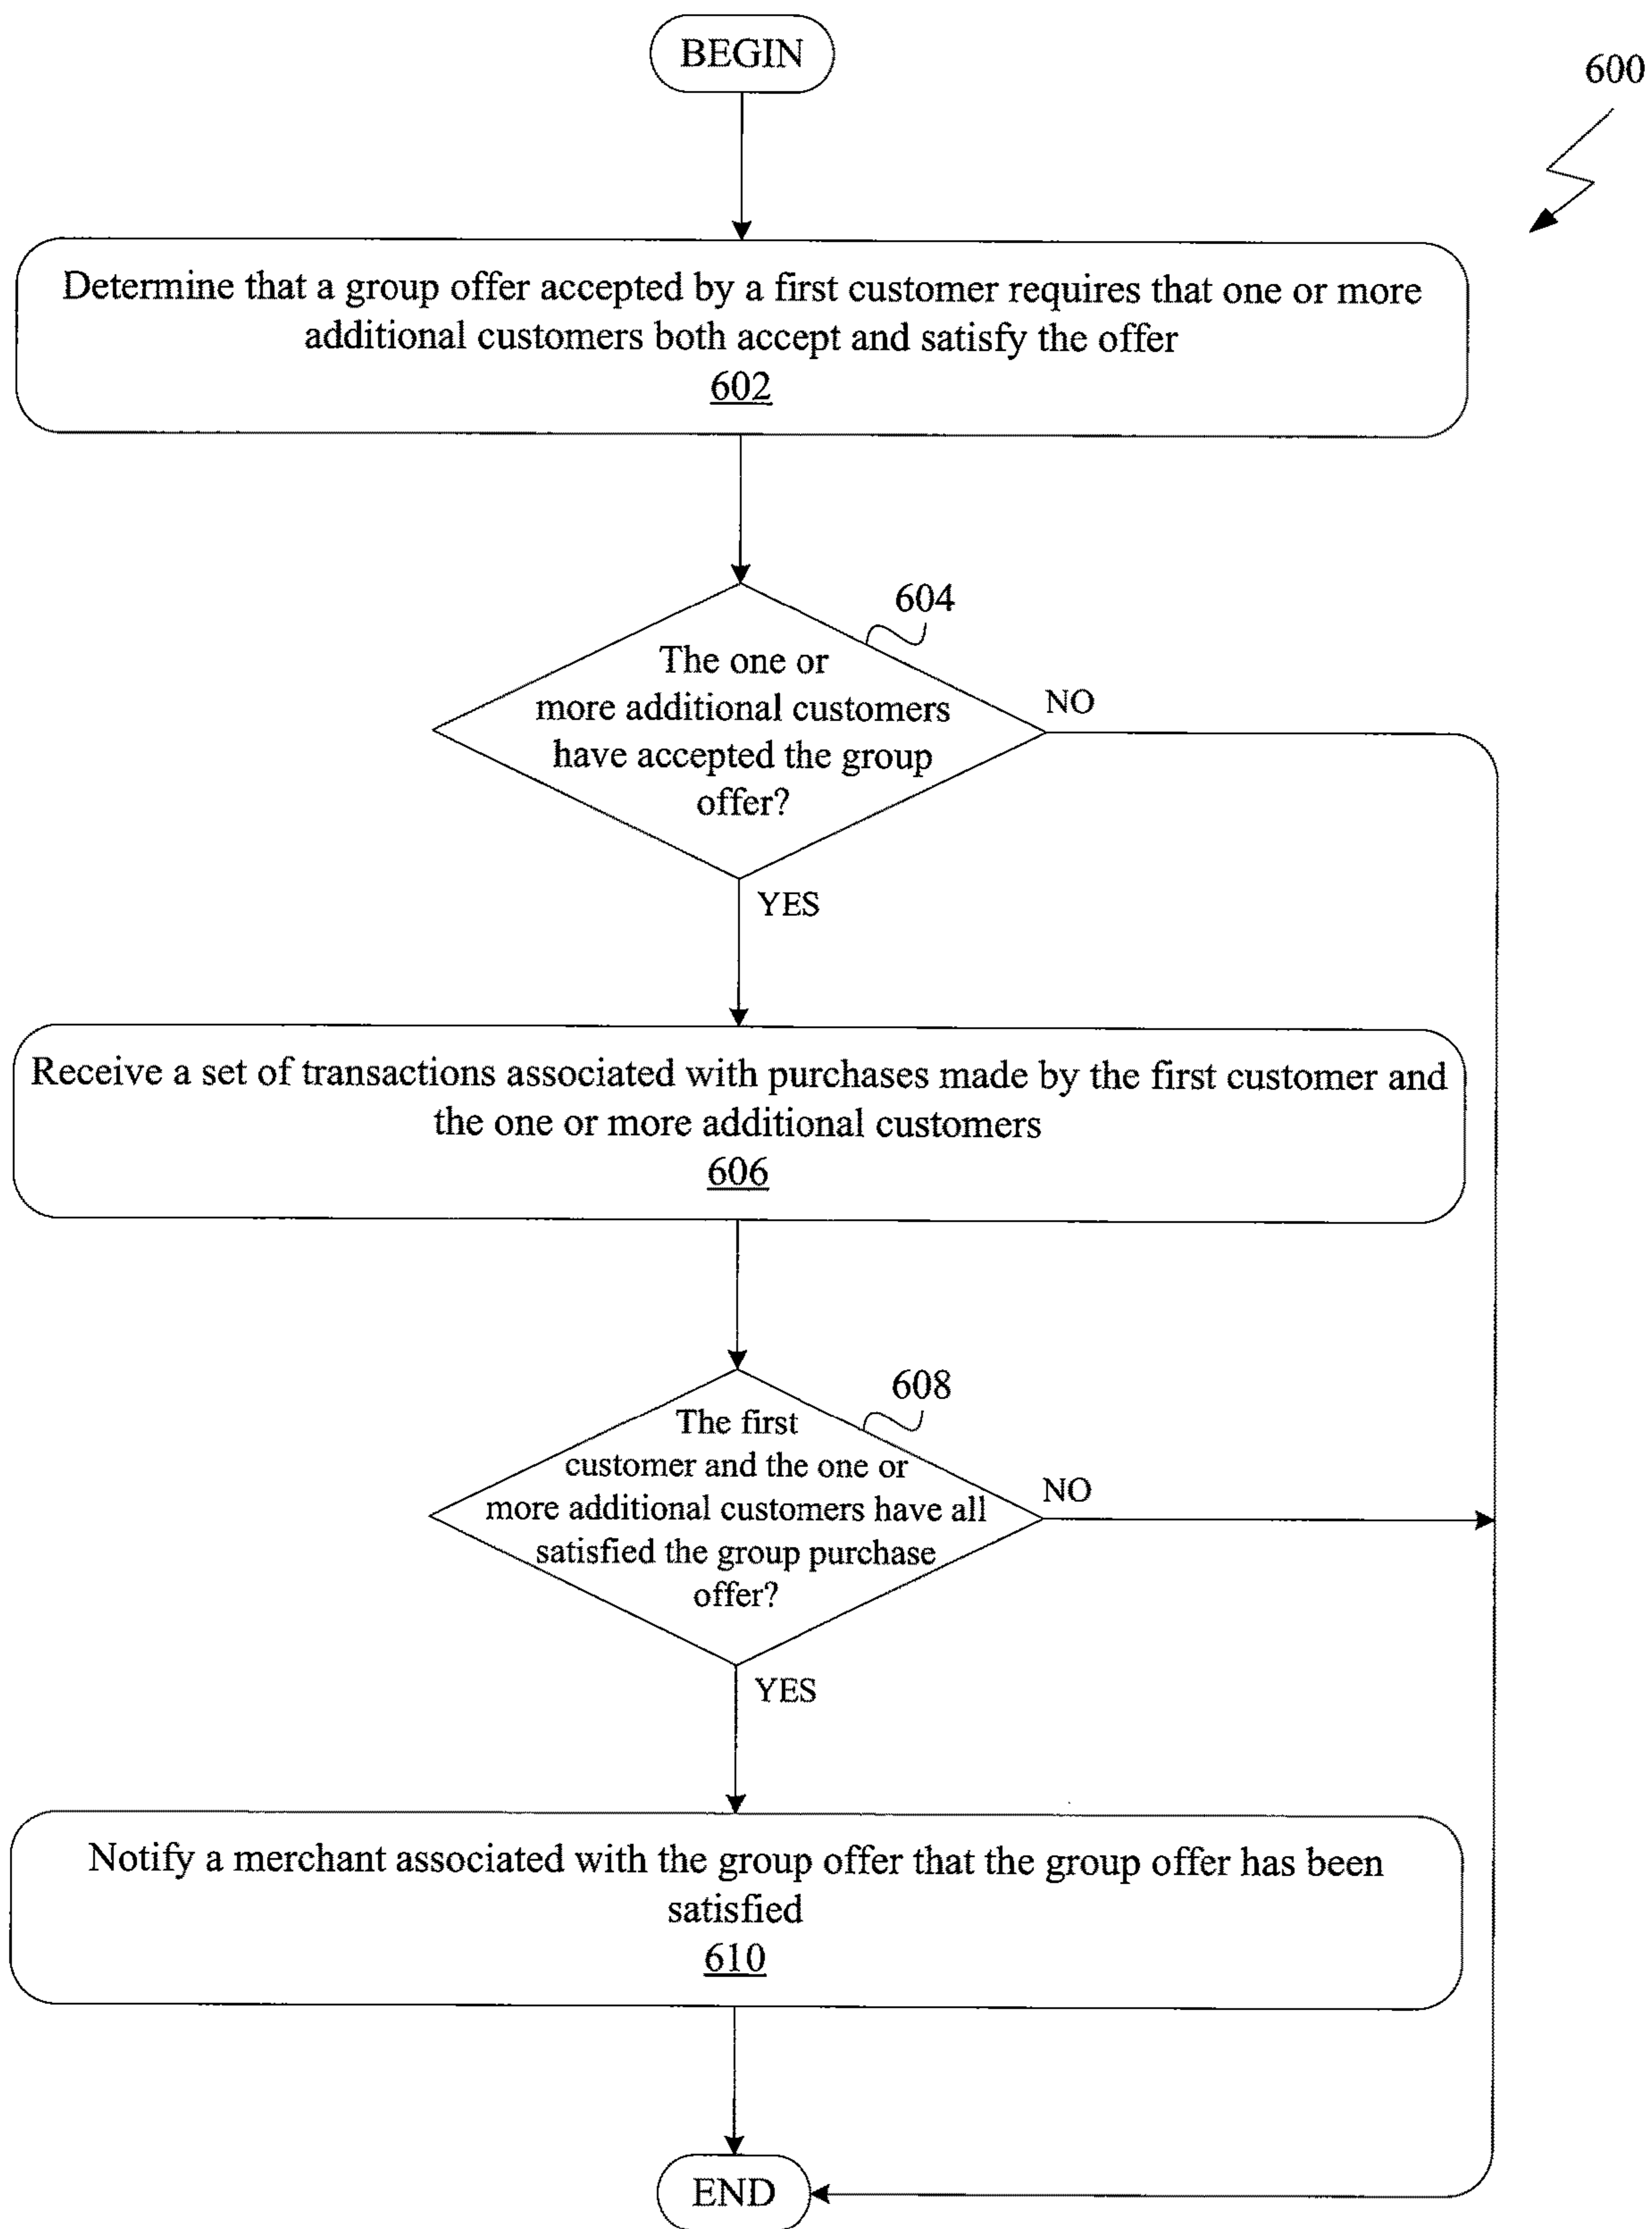 BEGIN
600
Determine that a group offer accepted by a first customer requires that one or more
additional customers both accept and satisfy the offer
602
604
The one or
more additional customers
have accepted the group
offer?
NO
YES
Receive a set of transactions associated with purchases made by the first customer and
the one or more additional customers
606
608
The first
customer and the one or
more additional customers have all
satisfied the group purchase
offer?
NO
YES
Notify a merchant associated with the group offer that the group offer has been
satisfied
610
END